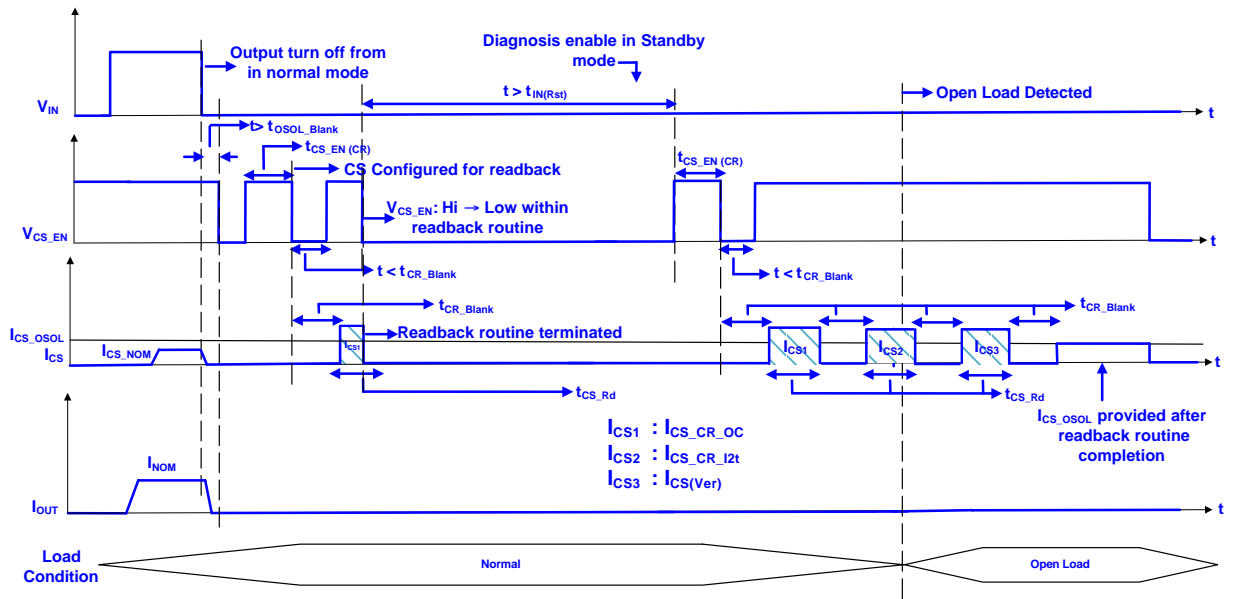 Output turn off from
in normal mode
Diagnosis enable in Standby
mode
t > tIN(Rst)
Open Load Detected
VIN
t
t> tOSOL_Blank
tCS_EN (CR)
CS Configured for readback
tCS_EN (CR)
VCS_EN: Hi → Low within
readback routine
VCS_EN
t
t < tCR_Blank
t < tCR_Blank
tCR_Blank
tCR_Blank
ICS_OSOL
ICS
ICS_NOM
ICS1
Readback routine terminated
ICS1
ICS2
ICS3
t
tCS_Rd
tCS_Rd
ICS_OSOL provided after
readback routine
completion
ICS1 : ICS_CR_OC
ICS2 : ICS_CR_I2t
ICS3 : ICS(Ver)
INOM
IOUT
t
Load
Condition
Normal
Open Load